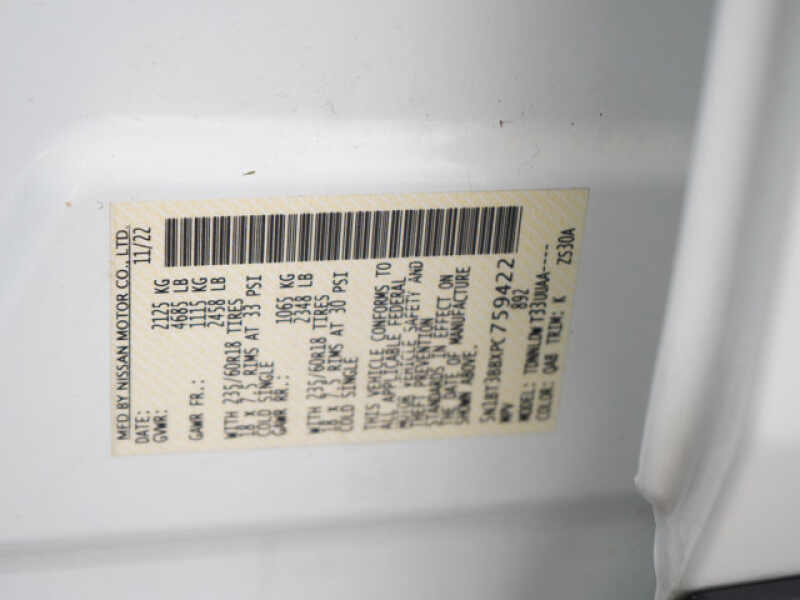 MFD BY NISSAN MOTOR CO., LTD.
DATE: 11/22
GVWR: 2125 KG
4685 LB
GAWR FR.: 1115 KG
2458 LB
WITH 235/60R18 TIRES
18 X 7.5 RIMS AT 33 PSI
COLD SINGLE
GAWR RR.: 1065 KG
2348 LB
WITH 235/60R18 TIRES
18 X 7.5 RIMS AT 30 PSI
COLD SINGLE
THIS VEHICLE CONFORMS TO
ALL APPLICABLE FEDERAL
MOTOR VEHICLE SAFETY AND
THEFT PREVENTION
STANDARDS IN EFFECT ON
THE DATE OF MANUFACTURE
SHOWN ABOVE.
5N1BT3BBXPC759422
MPV 892
MODEL: TDNNLDW T33UUAA----
COLOR: QAB TRIM: K ZS30A